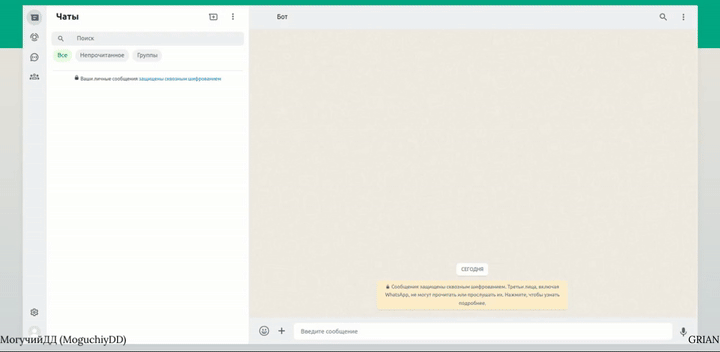 Чаты
Бот
Поиск
Все
Непрочитанное
Группы
Ваши личные сообщения защищены сквозным шифрованием
СЕГОДНЯ
Сообщения защищены сквозным шифрованием. Третьи лица, включая
WhatsApp, не могут прочитать или прослушать их. Нажмите, чтобы узнать
подробнее.
Введите сообщение
МогучийДД (MoguchiyDD)
GRIAN